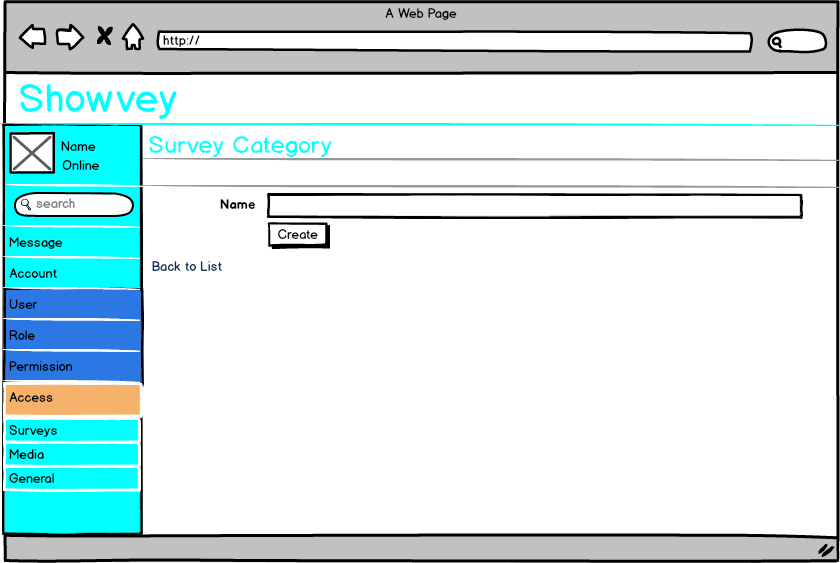 A Web Page
http://
Showvey
Name
Online
Survey Category
search
Name
Create
Message
Back to List
Account
User
Role
Permission
Access
Surveys
Media
General